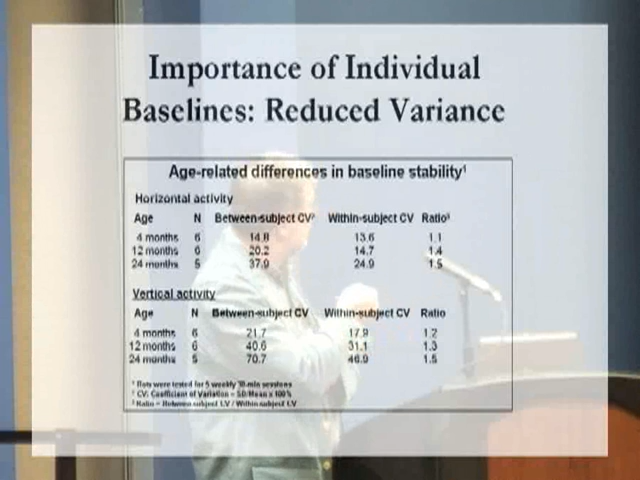 Importance of Individual
Baselines: Reduced Variance
Age-related differences in baseline stability¹
Horizontal activity
Age N Between-subject CV² Within-subject CV Ratio³
4 months 6 14.8 13.6 1.1
12 months 6 20.2 14.7 1.4
24 months 5 37.9 24.9 1.5
Vertical activity
Age N Between-subject CV Within-subject CV Ratio
4 months 6 21.7 17.9 1.2
12 months 6 40.6 31.1 1.3
24 months 5 70.7 46.9 1.5
¹ Rats were tested for 5 weekly 30-min sessions
² CV: Coefficient of Variation = SD/Mean x 100%
³ Ratio = Between-subject CV / Within-subject CV